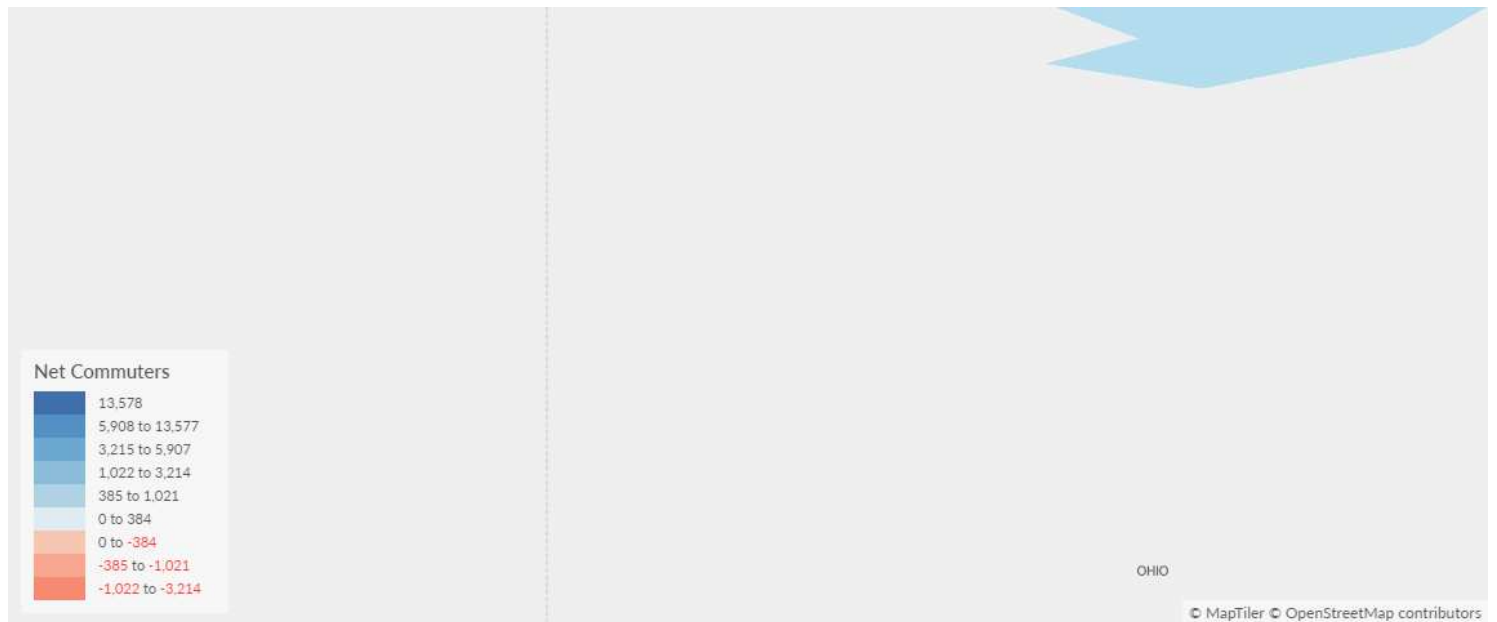 Net Commuters
13,578
5,908 to 13,577
3,215 to 5,907
1,022 to 3,214
385 to 1,021
0 to 384
0 to -384
-385 to -1,021
-1,022 to -3,214
OHIO
© MapTiler © OpenStreetMap contributors